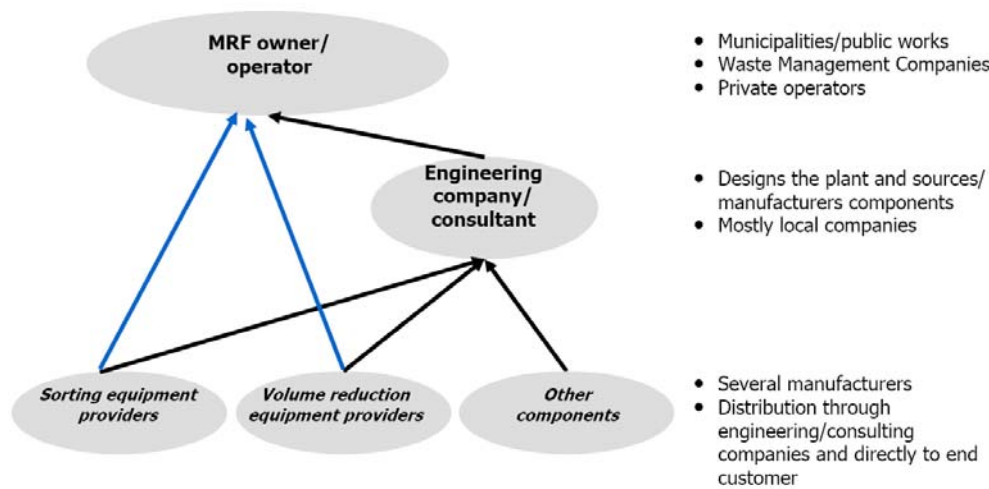 MRF owner/
operator
• Municipalities/public works
• Waste Management Companies
• Private operators
Engineering
company/
consultant
• Designs the plant and sources/
manufacturers components
• Mostly local companies
Sorting equipment
providers
Volume reduction
equipment providers
Other
components
• Several manufacturers
• Distribution through
engineering/consulting
companies and directly to end
customer